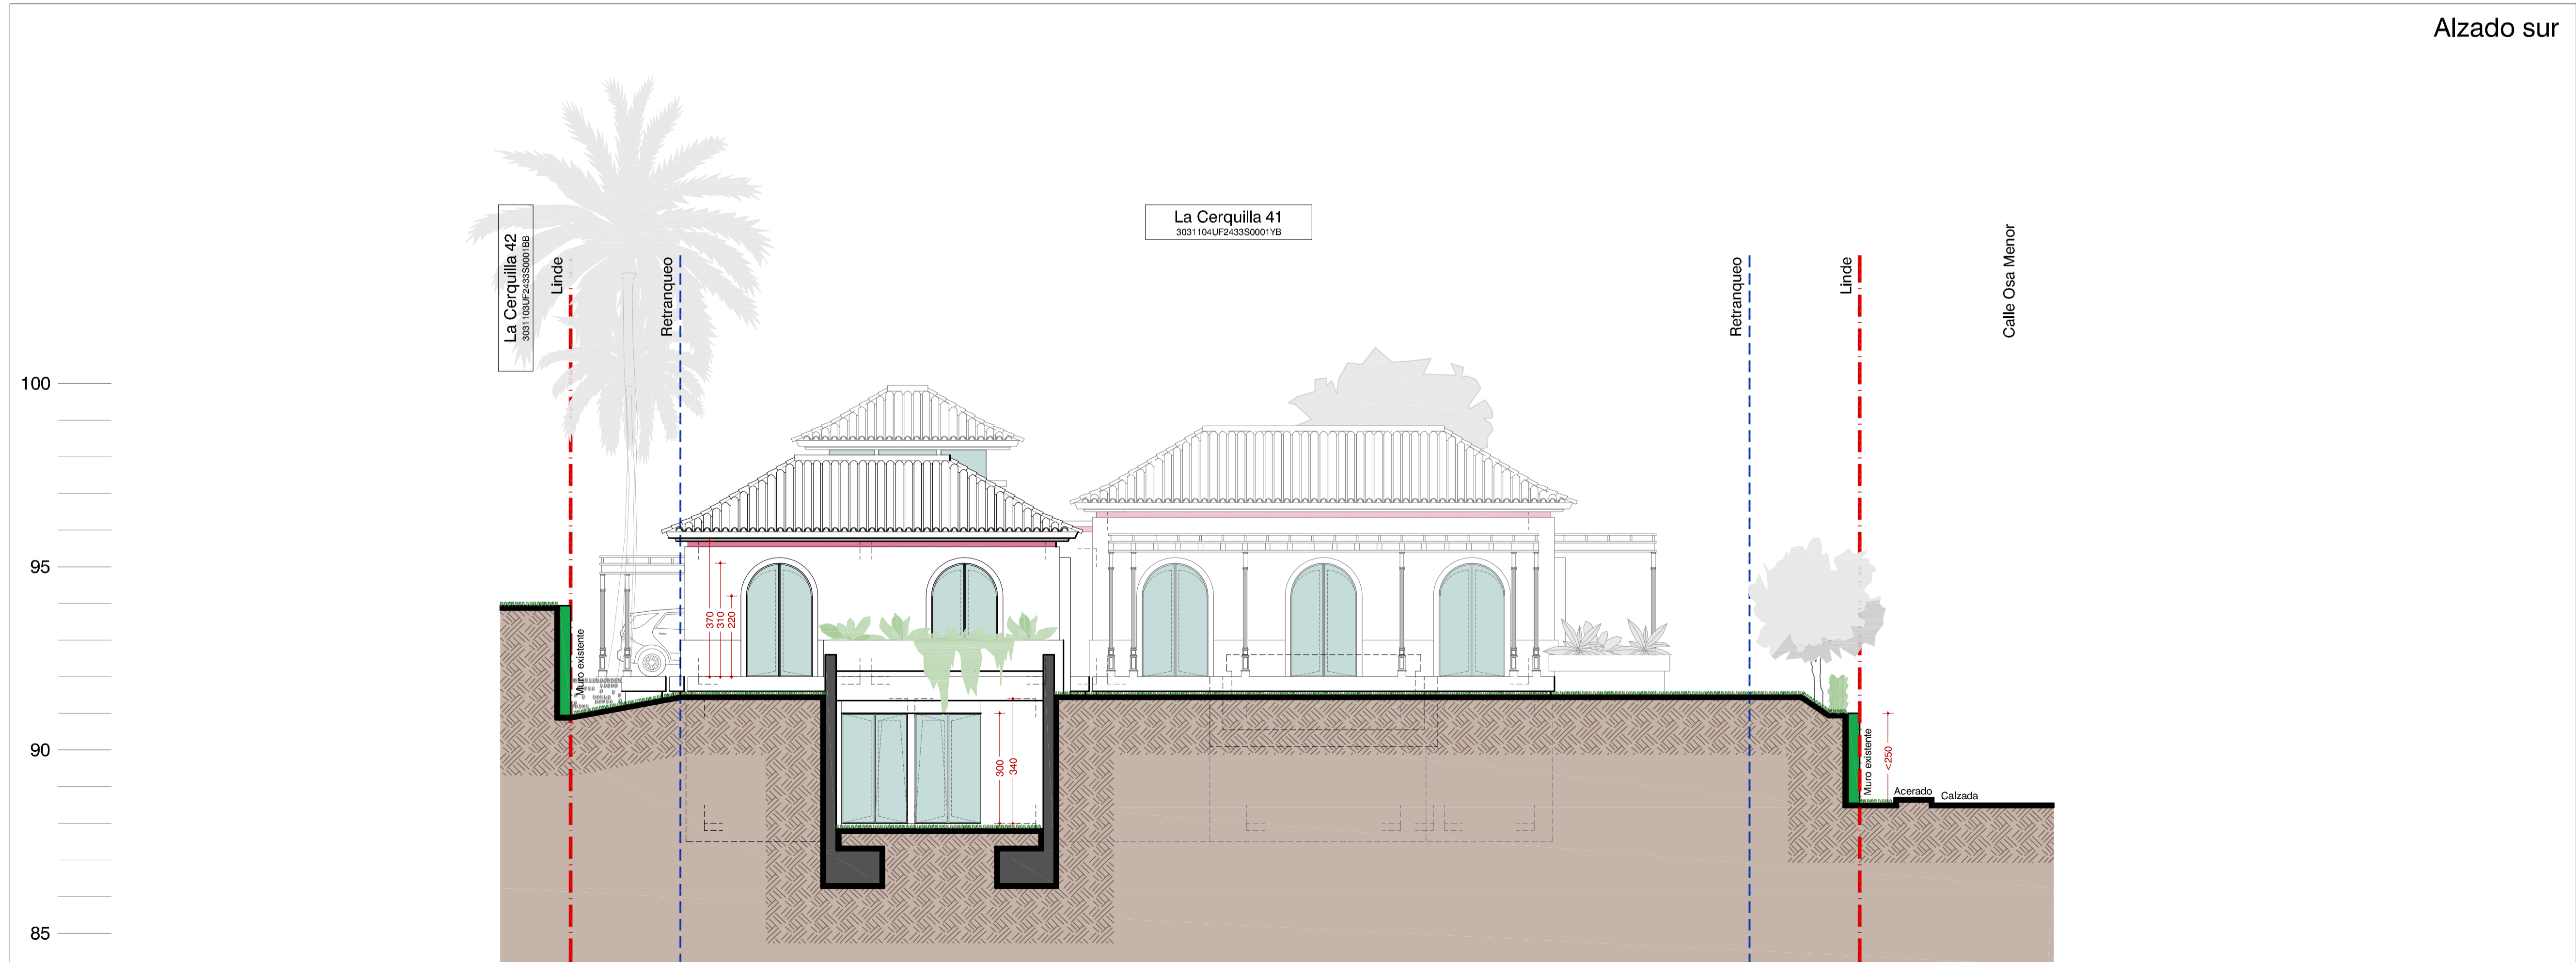 Alzado sur
La Cerquilla 42
3031103UF2433S0001BB
Linde
Retranqueo
La Cerquilla 41
3031104UF2433S0001YB
Retranqueo
Linde
Calle Osa Menor
100
95
90
85
Muro existente
370
310
220
300
340
Muro existente
<250
Acerado
Calzada